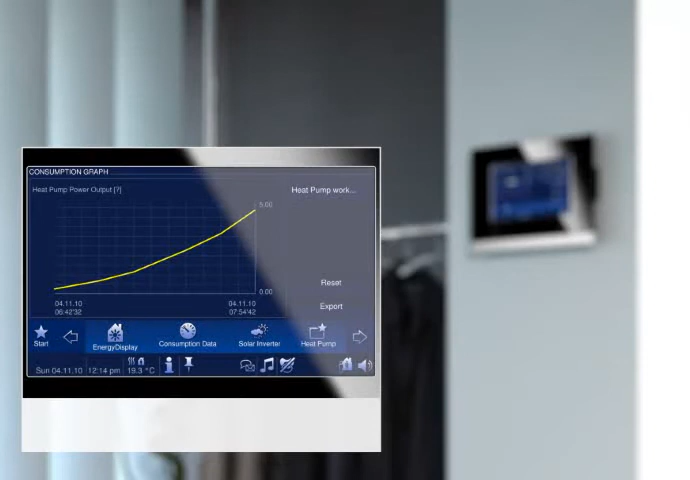 CONSUMPTION GRAPH
Heat Pump Power Output [?]
Heat Pump work...
5.00
0.00
04.11.10
06:42'32
04.11.10
07:54'42
Reset
Export
Start
EnergyDisplay
Consumption Data
Solar Inverter
Heat Pump
Sun 04.11.10
12:14 pm
19.3 °C